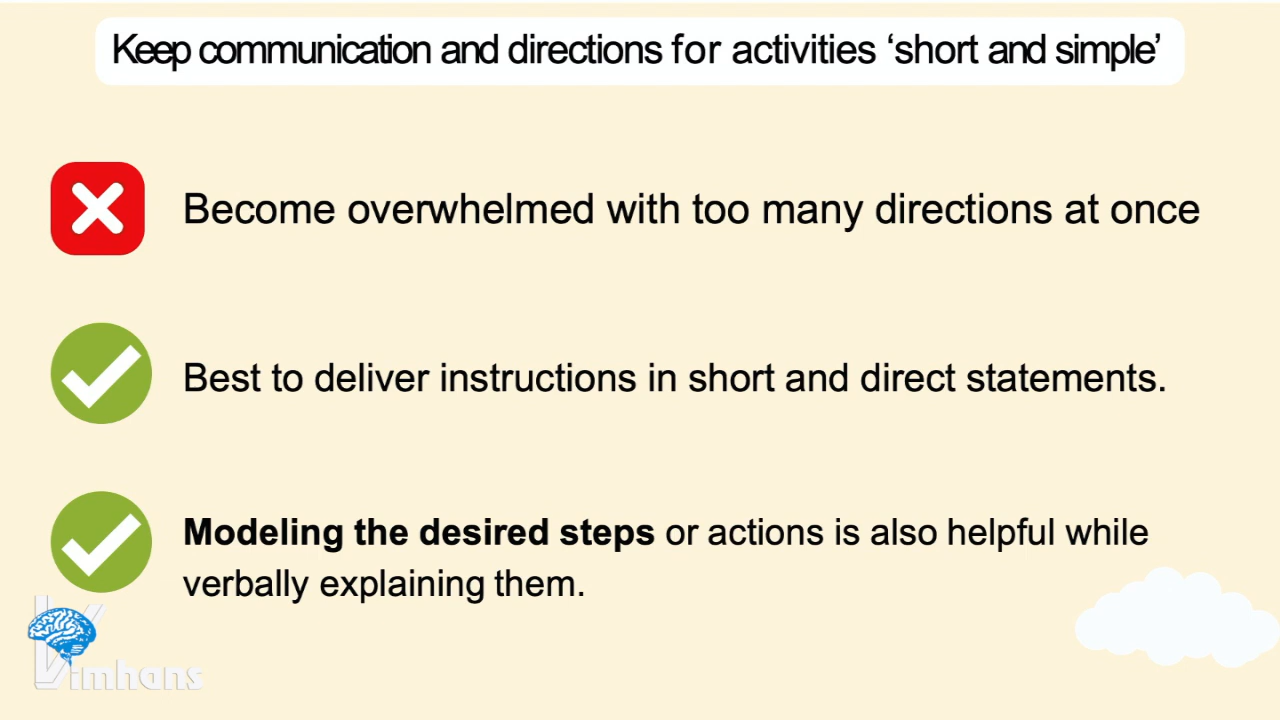 Keep communication and directions for activities ‘short and simple’
Become overwhelmed with too many directions at once
Best to deliver instructions in short and direct statements.
Modeling the desired steps or actions is also helpful while
verbally explaining them.
Vimhans